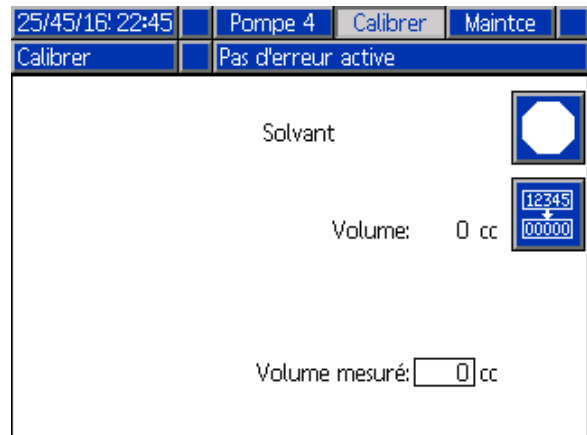 25/45/16' 22:45 Pompe 4 Calibrer Maintce
Calibrer Pas d'erreur active
Solvant
12345
Volume: 0 cc 00000
Volume mesuré: 0 cc